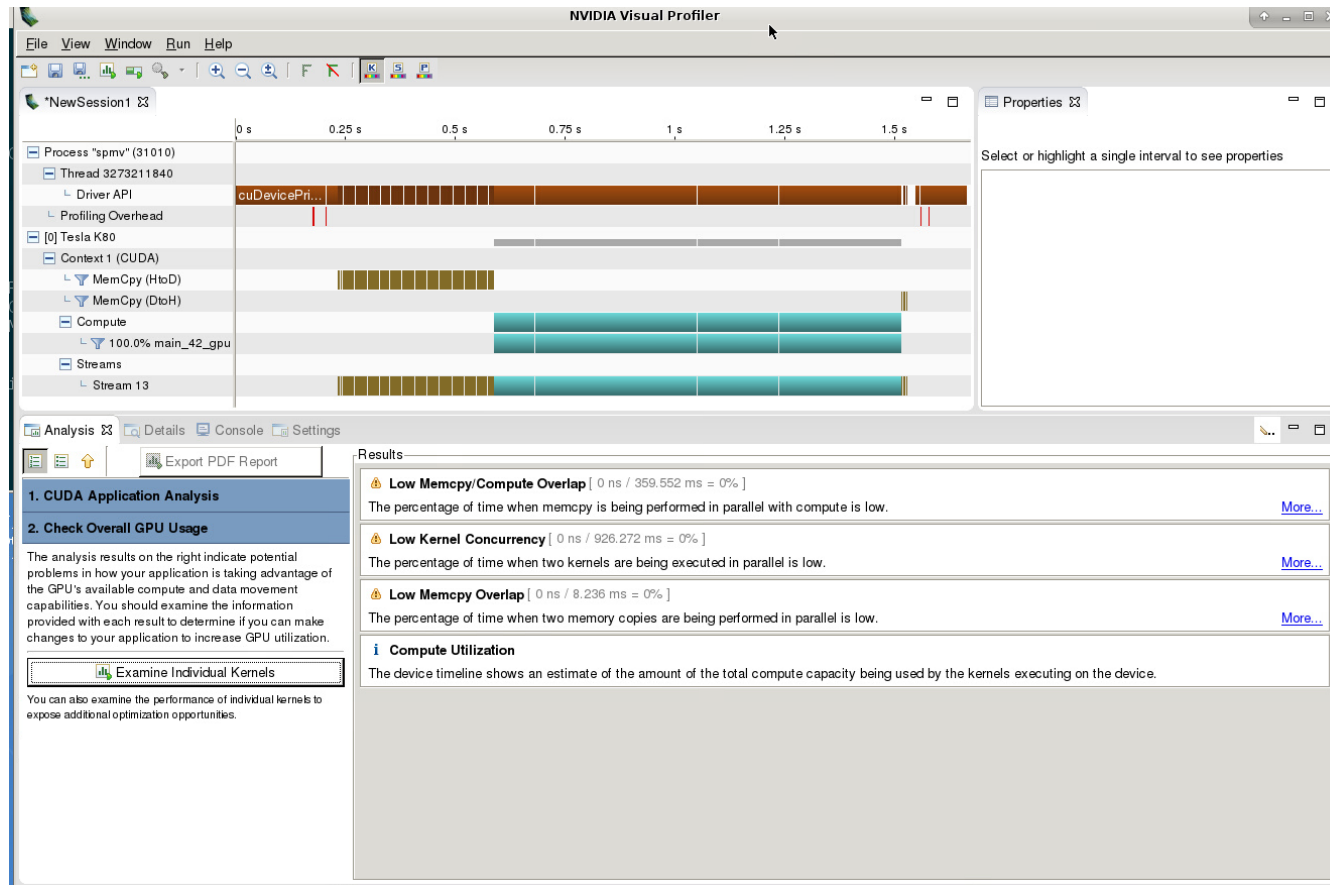 NVIDIA Visual Profiler
File View Window Run Help
*NewSession1
Properties
0 s 0.25 s 0.5 s 0.75 s 1 s 1.25 s 1.5 s
Process "spmv" (31010)
Select or highlight a single interval to see properties
Thread 3273211840
Driver API
cuDevicePri...
Profiling Overhead
[0] Tesla K80
Context 1 (CUDA)
MemCpy (HtoD)
MemCpy (DtoH)
Compute
100.0% main_42_gpu
Streams
Stream 13
Analysis Details Console Settings
Export PDF Report
Results
1. CUDA Application Analysis
2. Check Overall GPU Usage
The analysis results on the right indicate potential
problems in how your application is taking advantage of
the GPU's available compute and data movement
capabilities. You should examine the information
provided with each result to determine if you can make
changes to your application to increase GPU utilization.
Examine Individual Kernels
You can also examine the performance of individual kernels to
expose additional optimization opportunities.
Low Memcpy/Compute Overlap [ 0 ns / 359.552 ms = 0% ]
The percentage of time when memcpy is being performed in parallel with compute is low. More...
Low Kernel Concurrency [ 0 ns / 926.272 ms = 0% ]
The percentage of time when two kernels are being executed in parallel is low. More...
Low Memcpy Overlap [ 0 ns / 8.236 ms = 0% ]
The percentage of time when two memory copies are being performed in parallel is low. More...
i Compute Utilization
The device timeline shows an estimate of the amount of the total compute capacity being used by the kernels executing on the device.